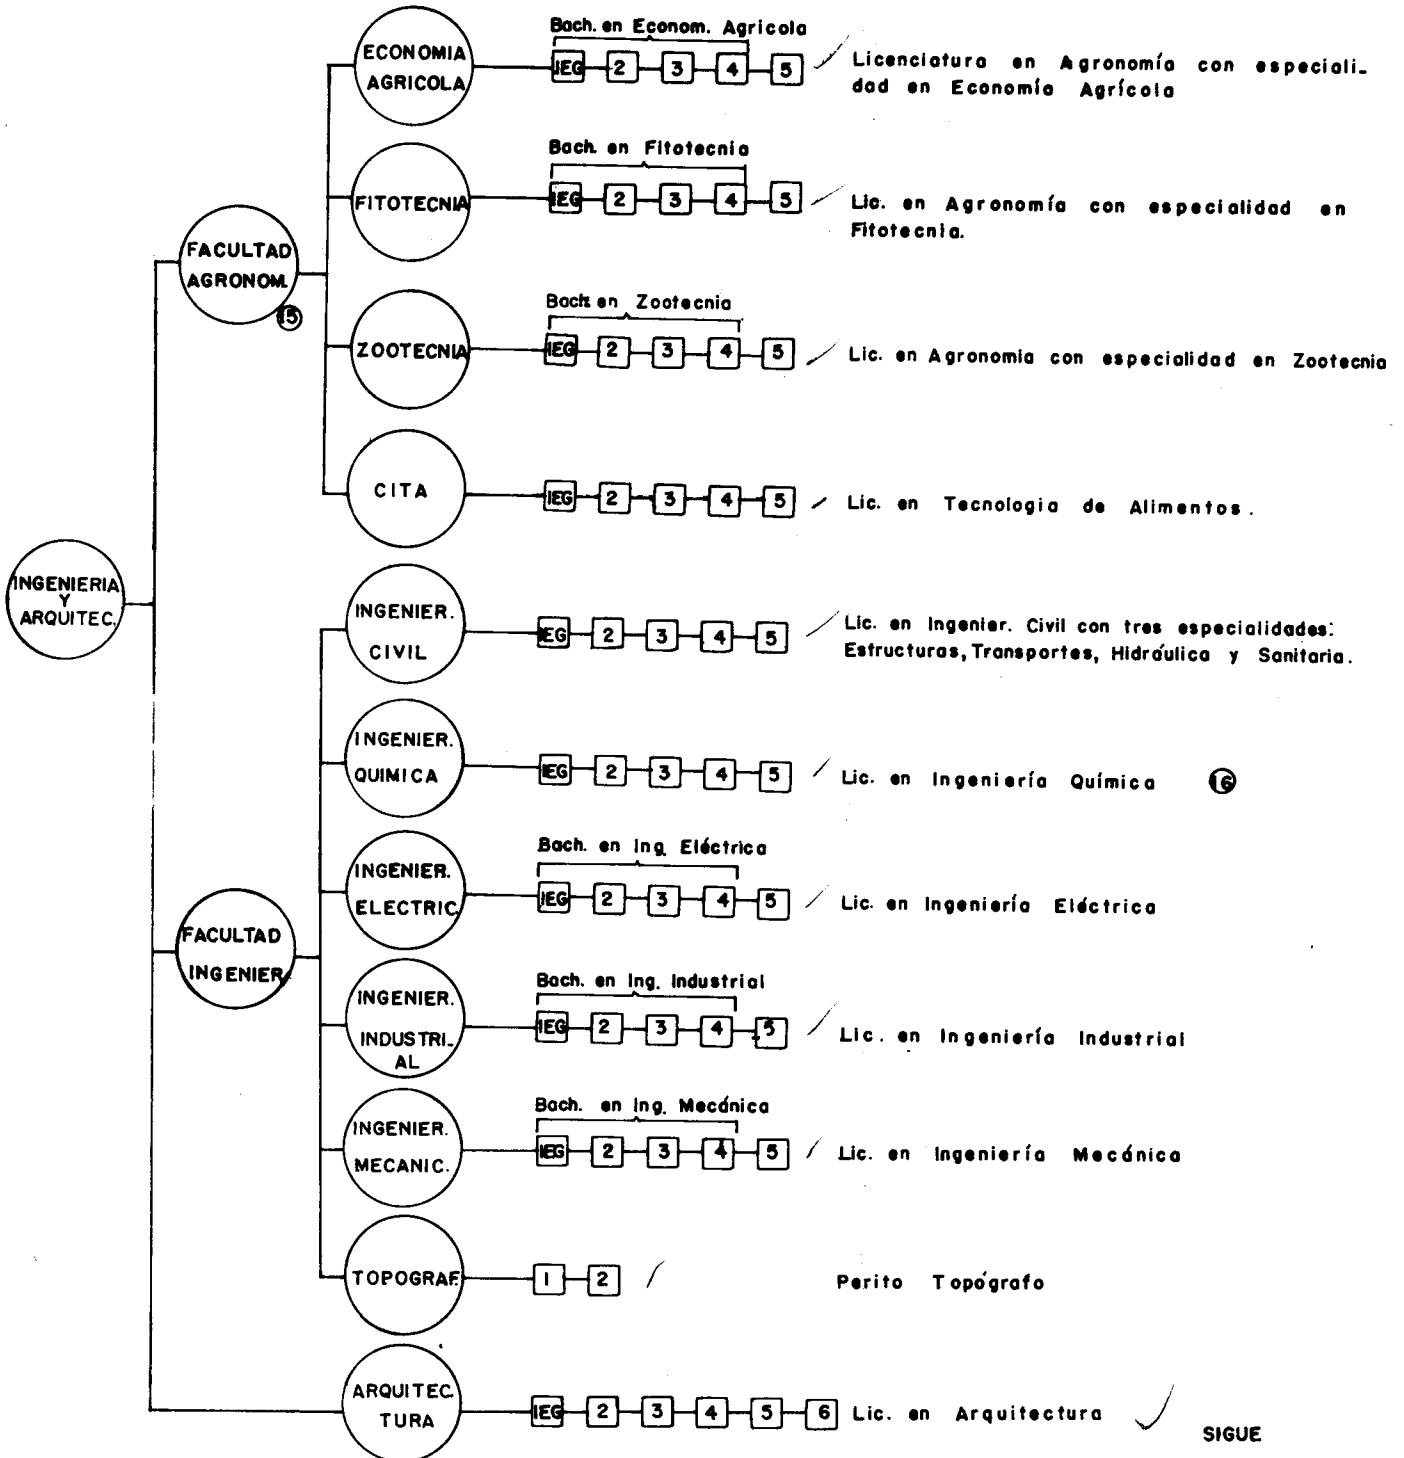 INGENIERIA
Y
ARQUITEC.
FACULTAD
AGRONOM.
15
ECONOMIA
AGRICOLA
Bach. en Econom. Agricola
IEG 2 3 4 5
Licenciatura en Agronomía con especiali-
dad en Economía Agrícola
FITOTECNIA
Bach. en Fitotecnia
IEG 2 3 4 5
Lic. en Agronomía con especialidad en
Fitotecnia.
ZOOTECNIA
Bach. en Zootecnia
IEG 2 3 4 5
Lic. en Agronomia con especialidad en Zootecnia
CITA
IEG 2 3 4 5
Lic. en Tecnologia de Alimentos.
FACULTAD
INGENIER.
INGENIER.
CIVIL
IEG 2 3 4 5
Lic. en Ingenier. Civil con tres especialidades:
Estructuras, Transportes, Hidráulica y Sanitaria.
INGENIER.
QUIMICA
IEG 2 3 4 5
Lic. en Ingeniería Química 16
INGENIER.
ELECTRIC.
Bach. en Ing. Eléctrica
IEG 2 3 4 5
Lic. en Ingeniería Eléctrica
INGENIER.
INDUSTRI-
AL
Bach. en Ing. Industrial
IEG 2 3 4 5
Lic. en Ingeniería Industrial
INGENIER.
MECANIC.
Bach. en Ing. Mecánica
IEG 2 3 4 5
Lic. en Ingeniería Mecánica
TOPOGRAF.
1 2
Perito Topógrafo
ARQUITEC.
TURA
IEG 2 3 4 5 6
Lic. en Arquitectura
SIGUE